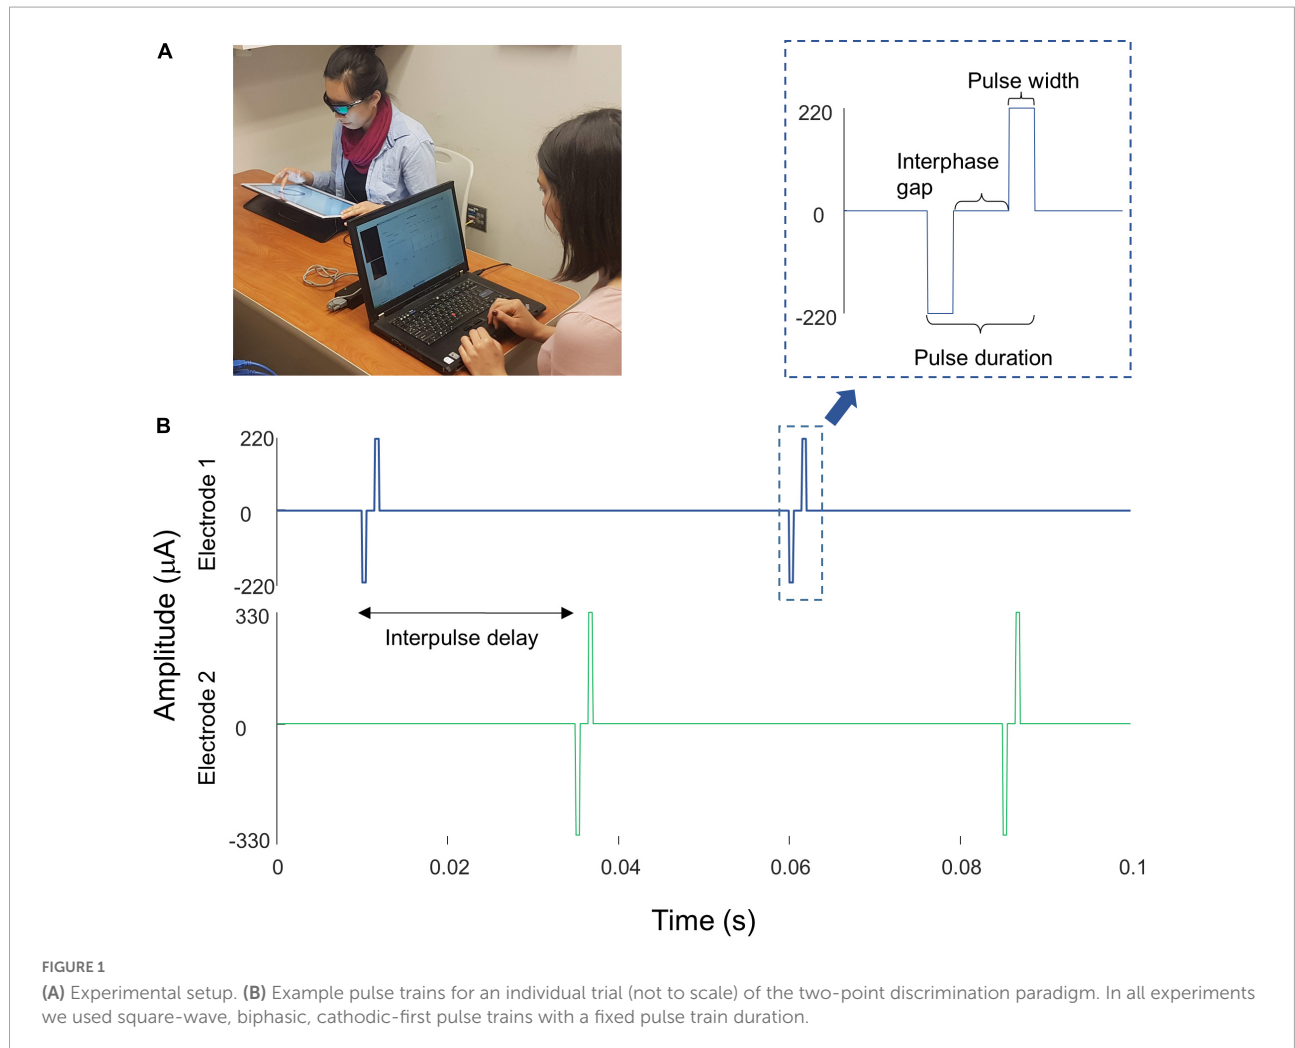 A
Pulse width
220
Interphase
gap
0
-220
Pulse duration
B
220
0
-220
Electrode 1
Amplitude (μA)
Interpulse delay
330
0
-330
Electrode 2
0 0.02 0.04 0.06 0.08 0.1
Time (s)
FIGURE 1
(A) Experimental setup. (B) Example pulse trains for an individual trial (not to scale) of the two-point discrimination paradigm. In all experiments
we used square-wave, biphasic, cathodic-first pulse trains with a fixed pulse train duration.